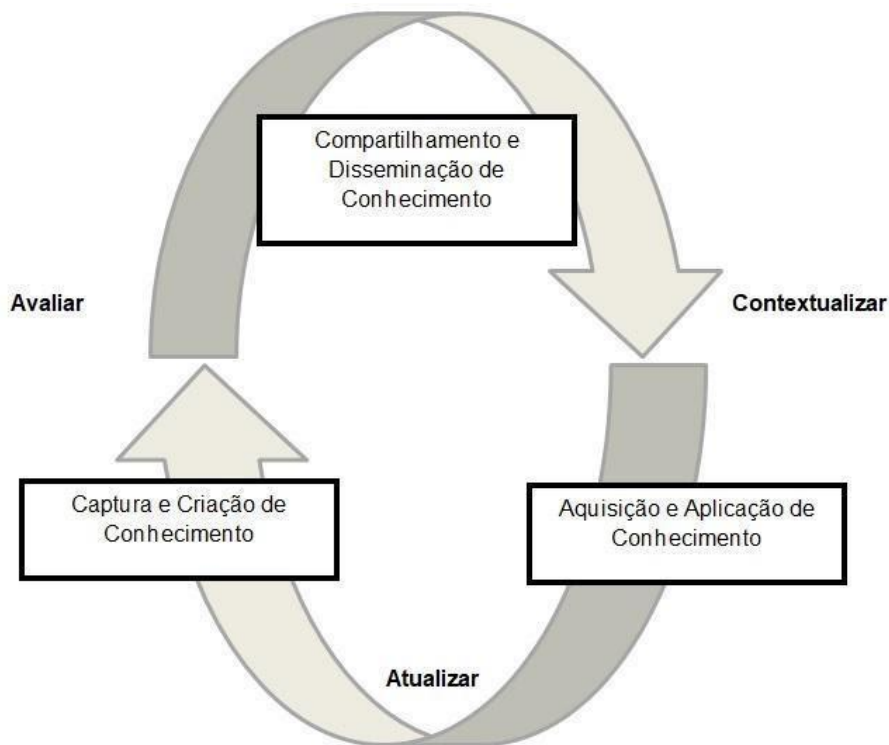 Compartilhamento e
Disseminação de
Conhecimento
Avaliar
Contextualizar
Captura e Criação de
Conhecimento
Aquisição e Aplicação de
Conhecimento
Atualizar